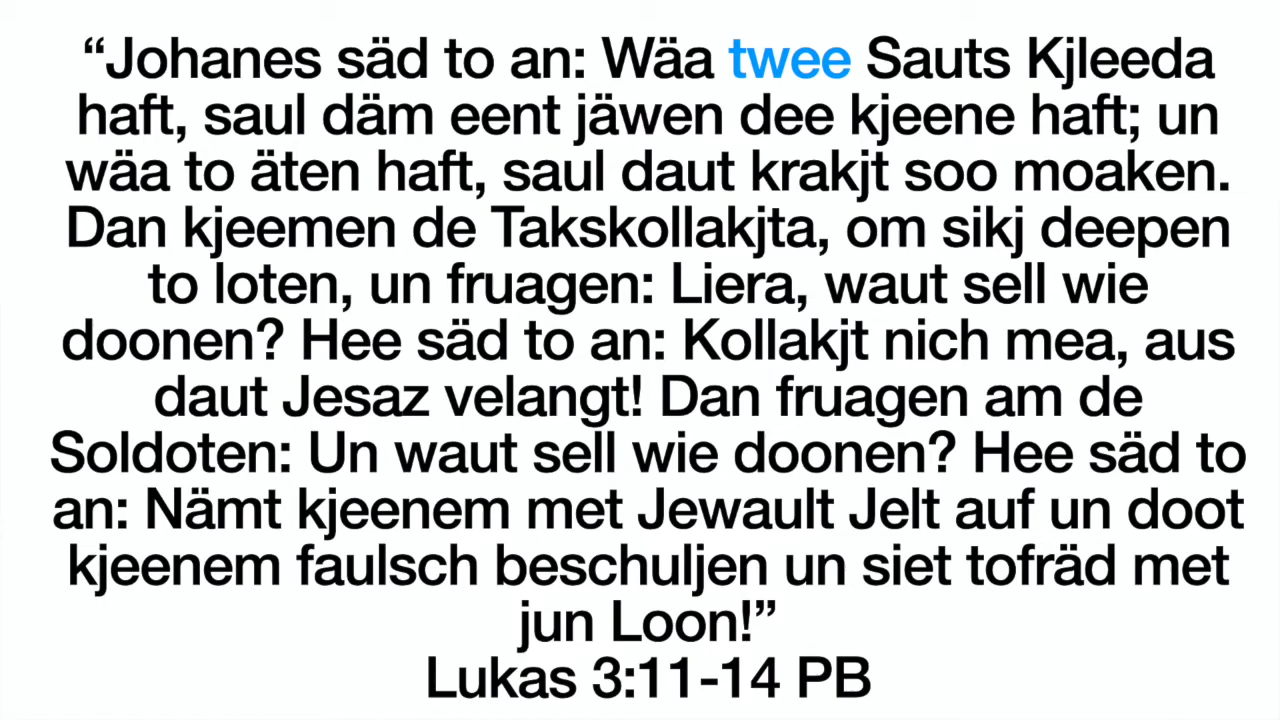 “Johanes säd to an: Wäa twee Sauts Kjleeda
haft, saul däm eent jäwen dee kjeene haft; un
wäa to äten haft, saul daut krakjt soo moaken.
Dan kjeemen de Takskollakjta, om sikj deepen
to loten, un fruagen: Liera, waut sell wie
doonen? Hee säd to an: Kollakjt nich mea, aus
daut Jesaz velangt! Dan fruagen am de
Soldoten: Un waut sell wie doonen? Hee säd to
an: Nämt kjeenem met Jewault Jelt auf un doot
kjeenem faulsch beschuljen un siet tofräd met
jun Loon!”
Lukas 3:11-14 PB